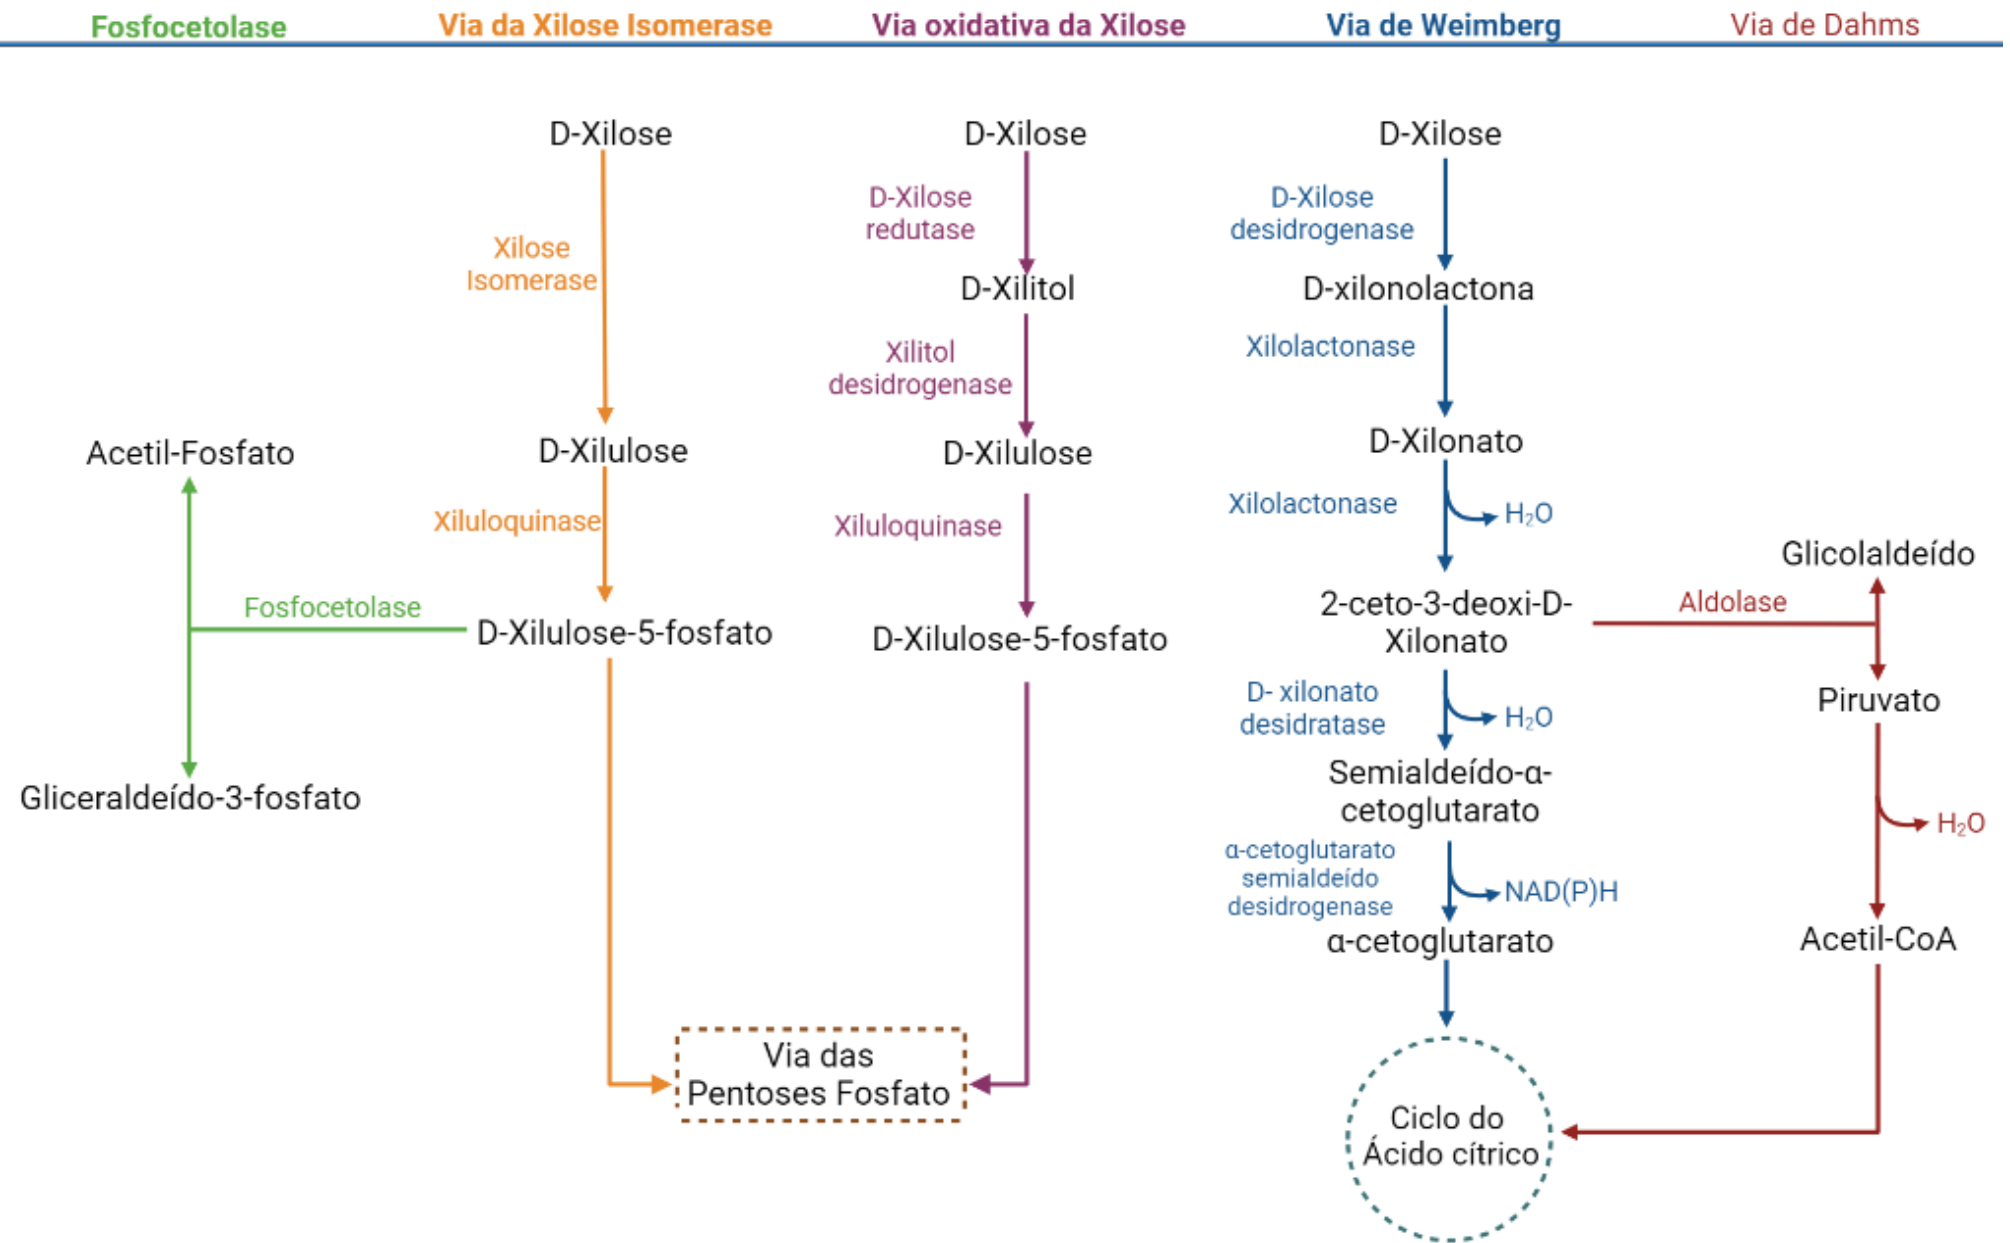 Fosfocetolase
Via da Xilose Isomerase
Via oxidativa da Xilose
Via de Weimberg
Via de Dahms
Acetil-Fosfato
Fosfocetolase
Gliceraldeído-3-fosfato
D-Xilose
Xilose
Isomerase
D-Xilulose
Xiluloquinase
D-Xilulose-5-fosfato
D-Xilose
D-Xilose
redutase
D-Xilitol
Xilitol
desidrogenase
D-Xilulose
Xiluloquinase
D-Xilulose-5-fosfato
Via das
Pentoses Fosfato
D-Xilose
D-Xilose
desidrogenase
D-xilonolactona
Xilolactonase
D-Xilonato
Xilolactonase
H₂O
2-ceto-3-deoxi-D-
Xilonato
D- xilonato
desidratase
H₂O
Semialdeído-α-
cetoglutarato
α-cetoglutarato
semialdeído
desidrogenase
NAD(P)H
α-cetoglutarato
Ciclo do
Ácido cítrico
Aldolase
Glicolaldeído
Piruvato
H₂O
Acetil-CoA